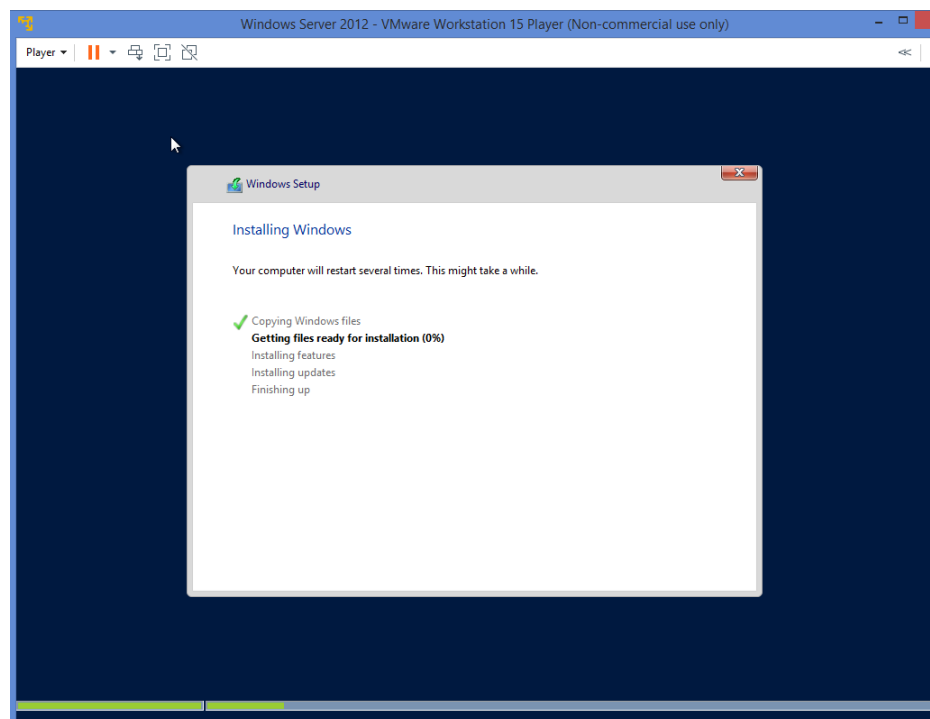 Windows Server 2012 - VMware Workstation 15 Player (Non-commercial use only)
Player
Windows Setup
Installing Windows
Your computer will restart several times. This might take a while.
Copying Windows files
Getting files ready for installation (0%)
Installing features
Installing updates
Finishing up